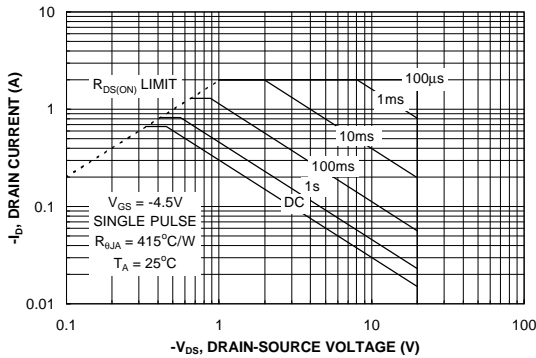 10
1
0.1
0.01
-I_D, DRAIN CURRENT (A)
R_DS(ON) LIMIT
100μs
1ms
10ms
100ms
1s
DC
V_GS = -4.5V
SINGLE PULSE
R_θJA = 415°C/W
T_A = 25°C
0.1
1
10
100
-V_DS, DRAIN-SOURCE VOLTAGE (V)